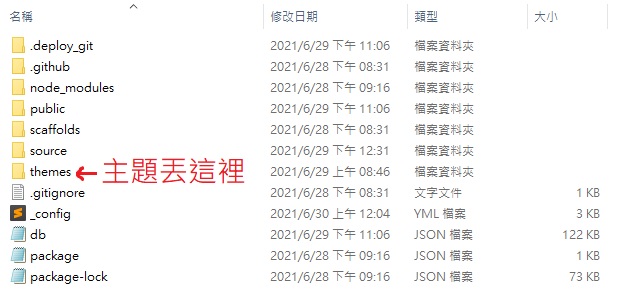 名稱 修改日期 類型 大小
.deploy_git 2021/6/29 下午 11:06 檔案資料夾
.github 2021/6/28 下午 08:31 檔案資料夾
node_modules 2021/6/28 下午 09:16 檔案資料夾
public 2021/6/29 下午 11:06 檔案資料夾
scaffolds 2021/6/28 下午 08:31 檔案資料夾
source 2021/6/29 下午 12:31 檔案資料夾
themes ←主題丟這裡 2021/6/29 上午 08:46 檔案資料夾
.gitignore 2021/6/28 下午 08:31 文字文件 1 KB
_config 2021/6/30 上午 12:04 YML 檔案 3 KB
db 2021/6/29 下午 11:06 JSON 檔案 122 KB
package 2021/6/28 下午 09:16 JSON 檔案 1 KB
package-lock 2021/6/28 下午 09:16 JSON 檔案 73 KB